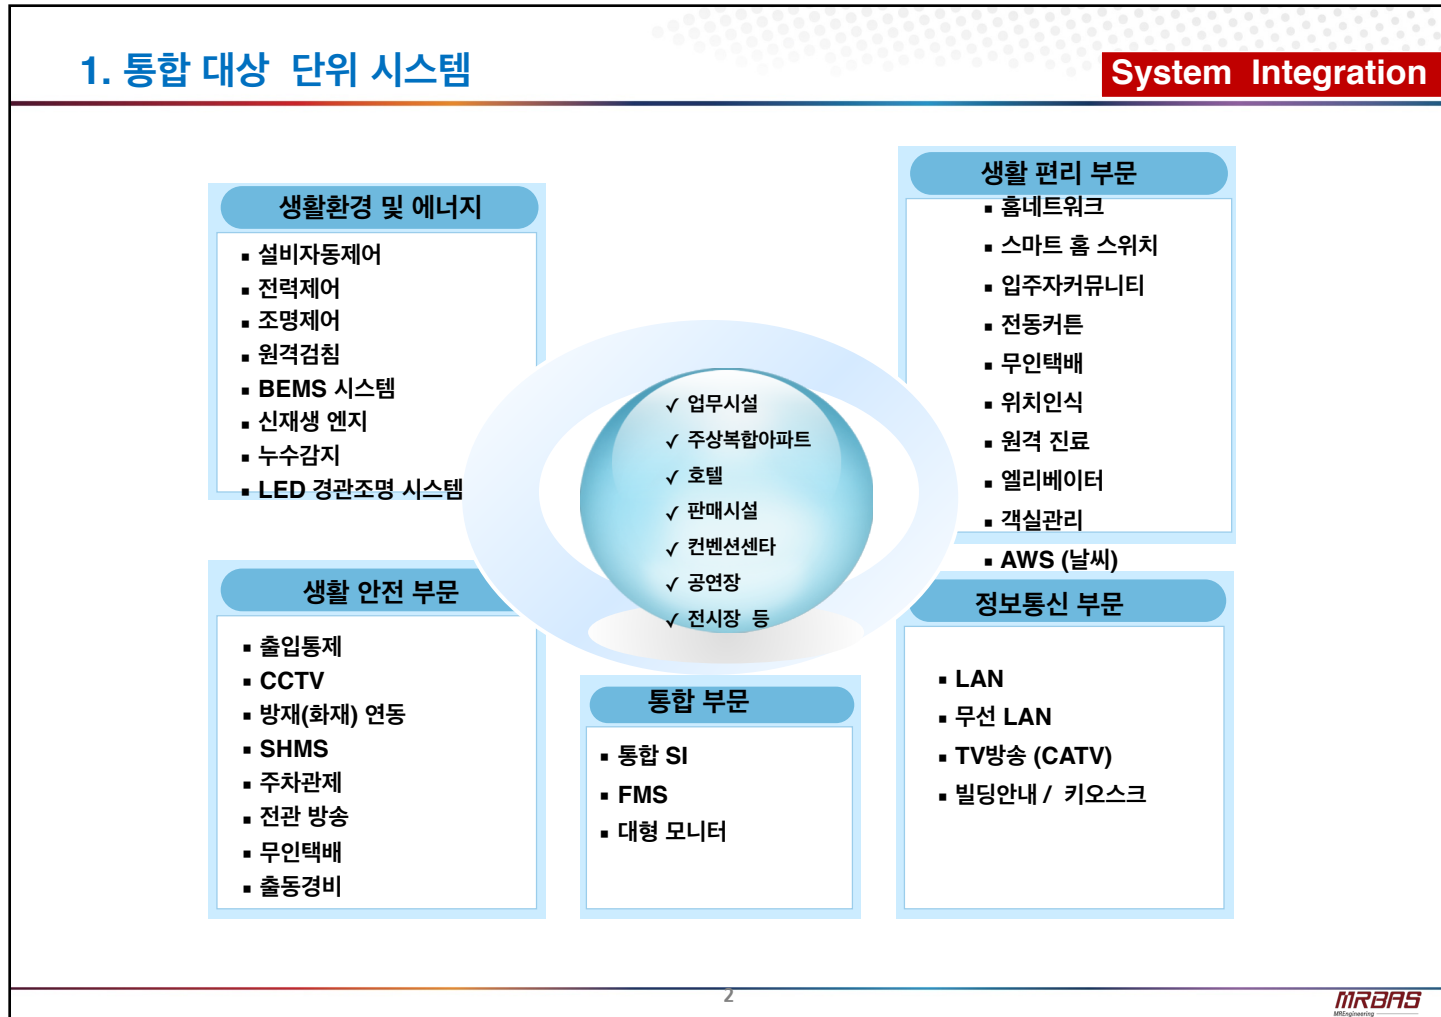 1. 통합 대상 단위 시스템
System Integration
생활환경 및 에너지
▪ 설비자동제어
▪ 전력제어
▪ 조명제어
▪ 원격검침
▪ BEMS 시스템
▪ 신재생 엔지
▪ 누수감지
▪ LED 경관조명 시스템
생활 편리 부문
▪ 홈네트워크
▪ 스마트 홈 스위치
▪ 입주자커뮤니티
▪ 전동커튼
▪ 무인택배
▪ 위치인식
▪ 원격 진료
▪ 엘리베이터
▪ 객실관리
▪ AWS (날씨)
✓ 업무시설
✓ 주상복합아파트
✓ 호텔
✓ 판매시설
✓ 컨벤션센타
✓ 공연장
✓ 전시장 등
생활 안전 부문
▪ 출입통제
▪ CCTV
▪ 방재(화재) 연동
▪ SHMS
▪ 주차관제
▪ 전관 방송
▪ 무인택배
▪ 출동경비
통합 부문
▪ 통합 SI
▪ FMS
▪ 대형 모니터
정보통신 부문
▪ LAN
▪ 무선 LAN
▪ TV방송 (CATV)
▪ 빌딩안내 / 키오스크
2
MRBAS
MREngineering